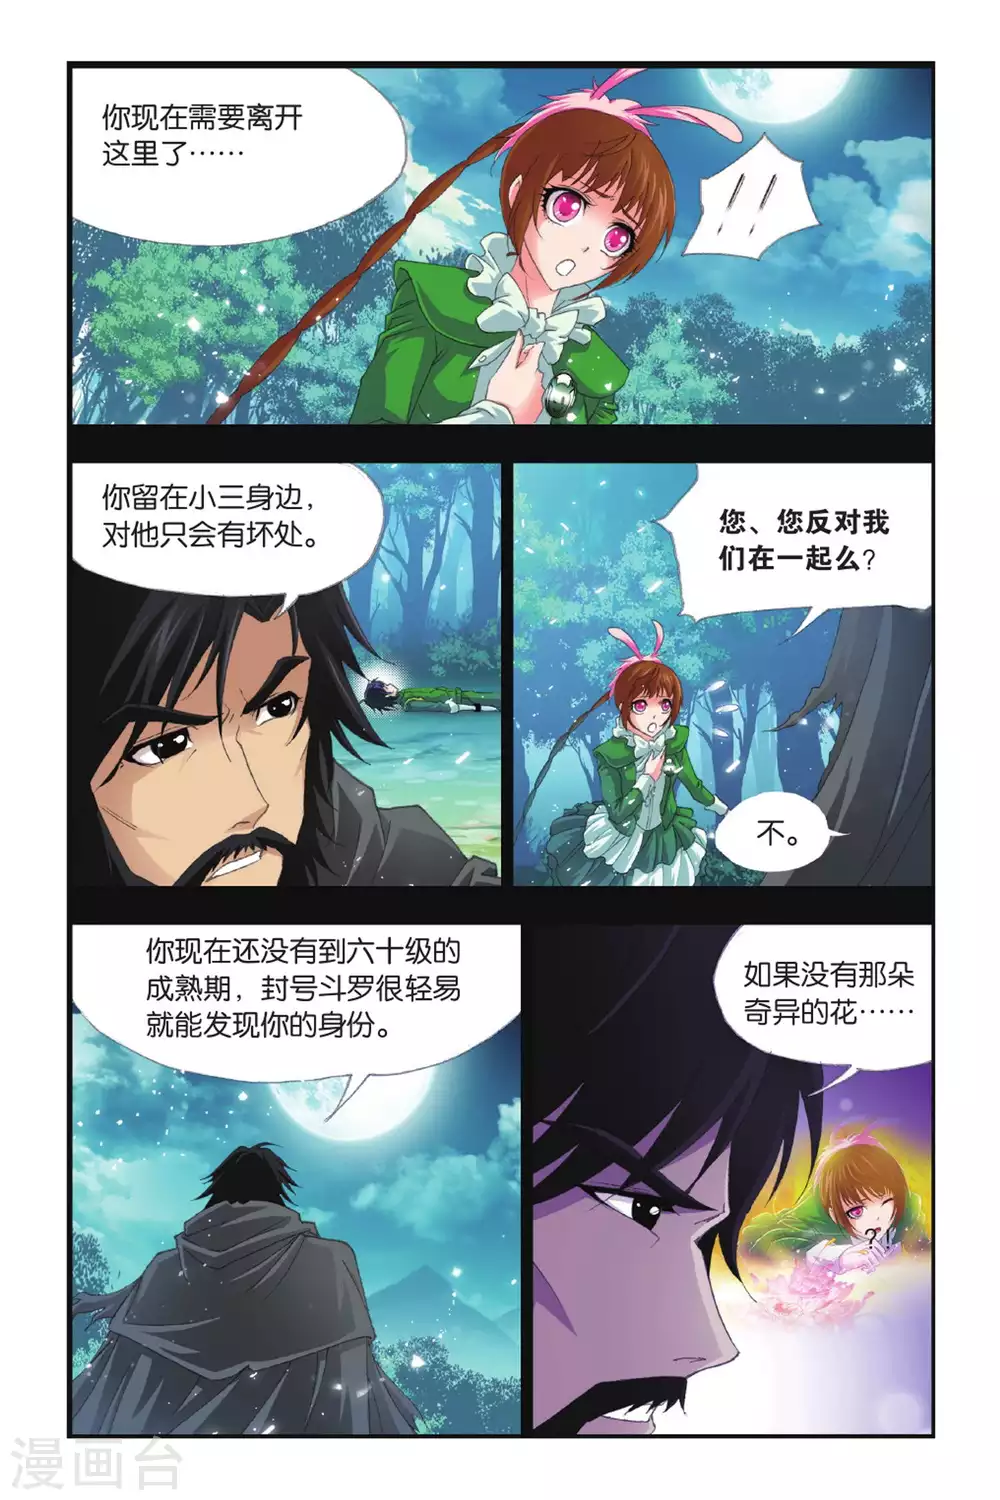 你现在需要离开
这里了……
你留在小三身边，
对他只会有坏处。
您、您反对我
们在一起么？
不。
你现在还没有到六十级的
成熟期，封号斗罗很轻易
就能发现你的身份。
如果没有那朵
奇异的花……
?
漫画台